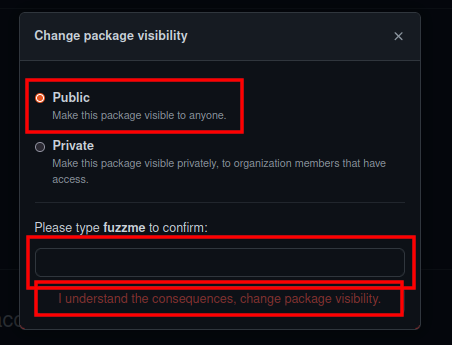 Change package visibility
Public
Make this package visible to anyone.
Private
Make this package visible privately, to organization members that have
access.
Please type fuzzme to confirm:
I understand the consequences, change package visibility.